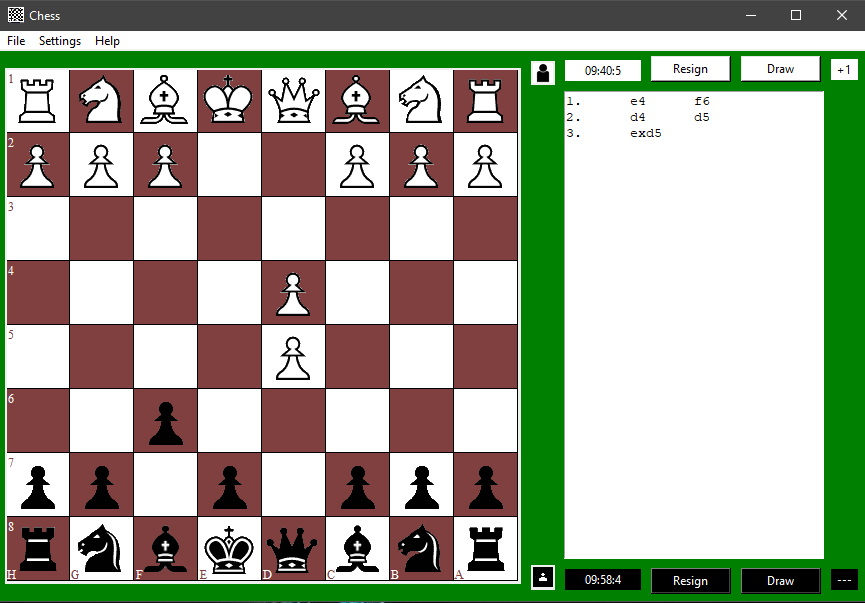 Chess
File Settings Help
09:40:5 Resign Draw +1
1. e4 f6
2. d4 d5
3. exd5
1
2
3
4
5
6
7
8
H G F E D C B A
09:58:4 Resign Draw ---